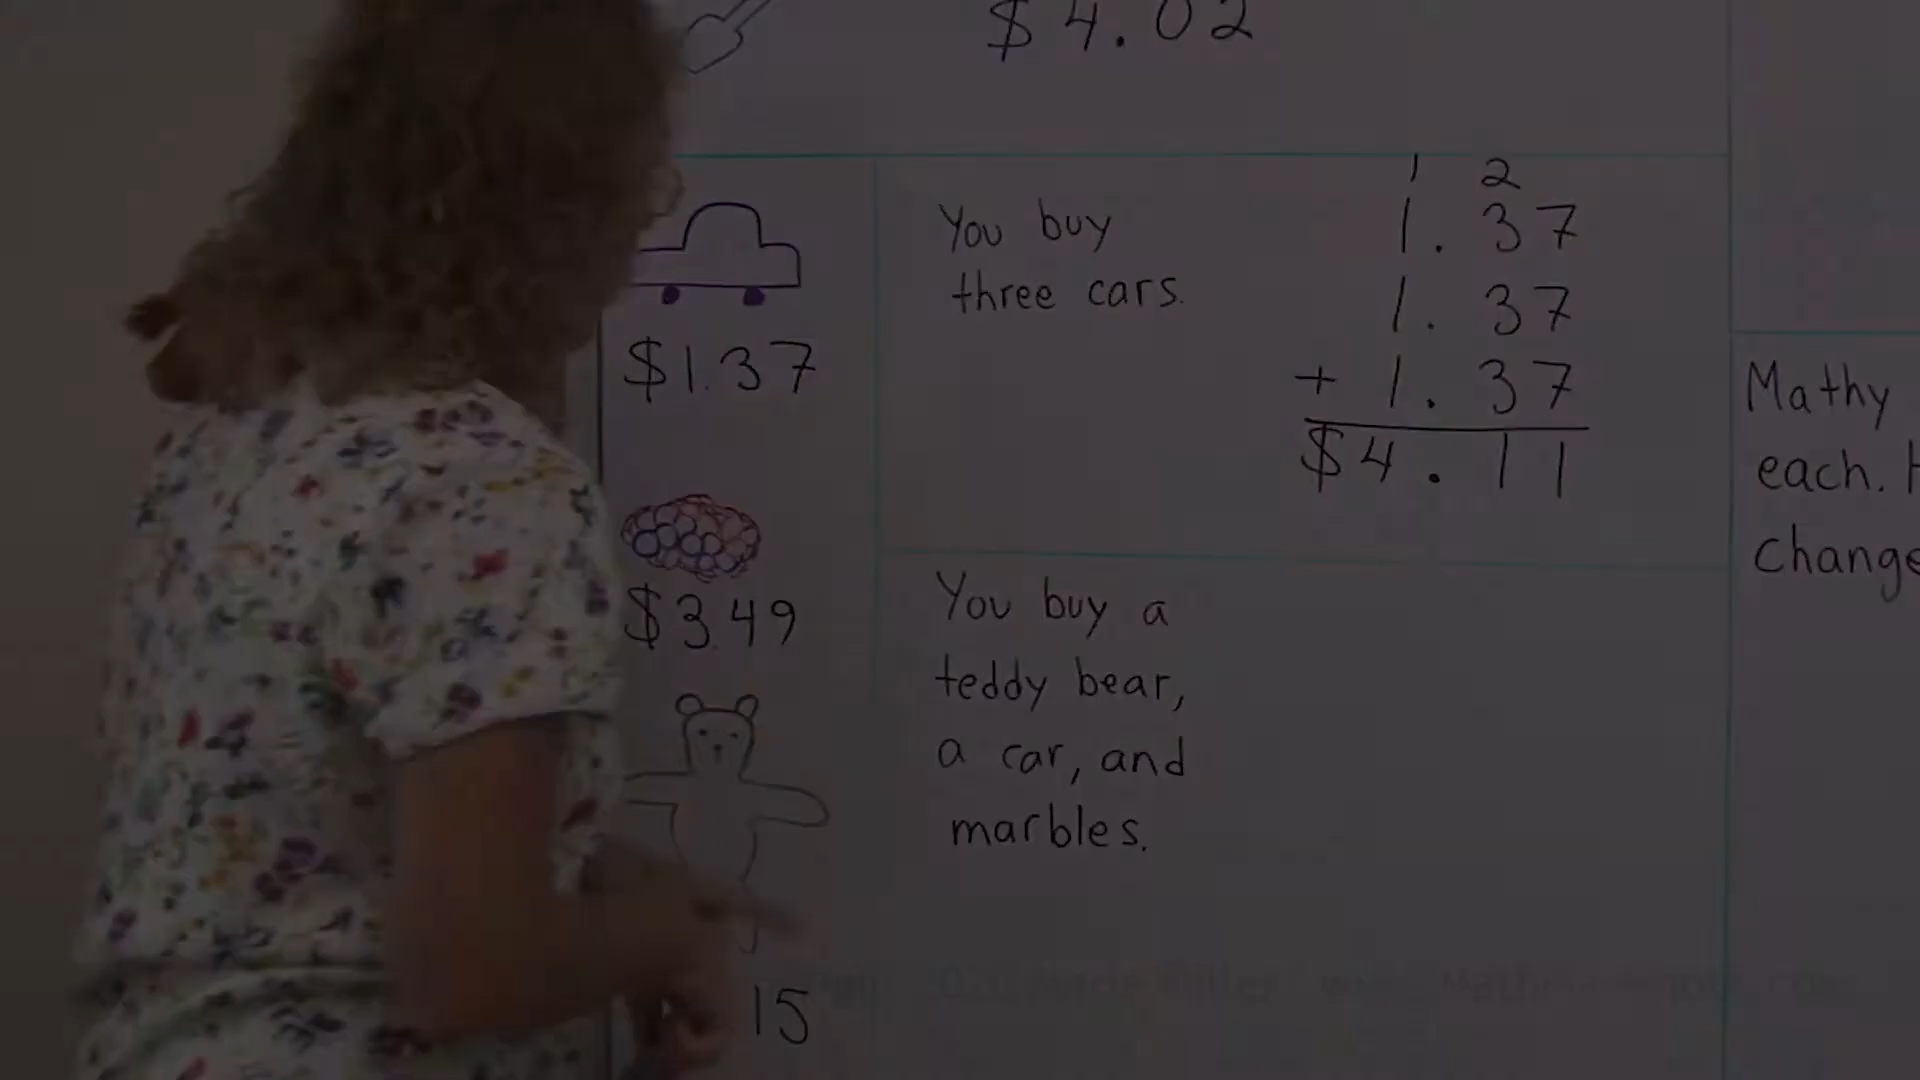 $4.02
$1.37
$3.49
15
You buy
three cars.
1 2
1.37
1.37
+ 1.37
$4.11
You buy a
teddy bear,
a car, and
marbles.
Mathy
each.
change